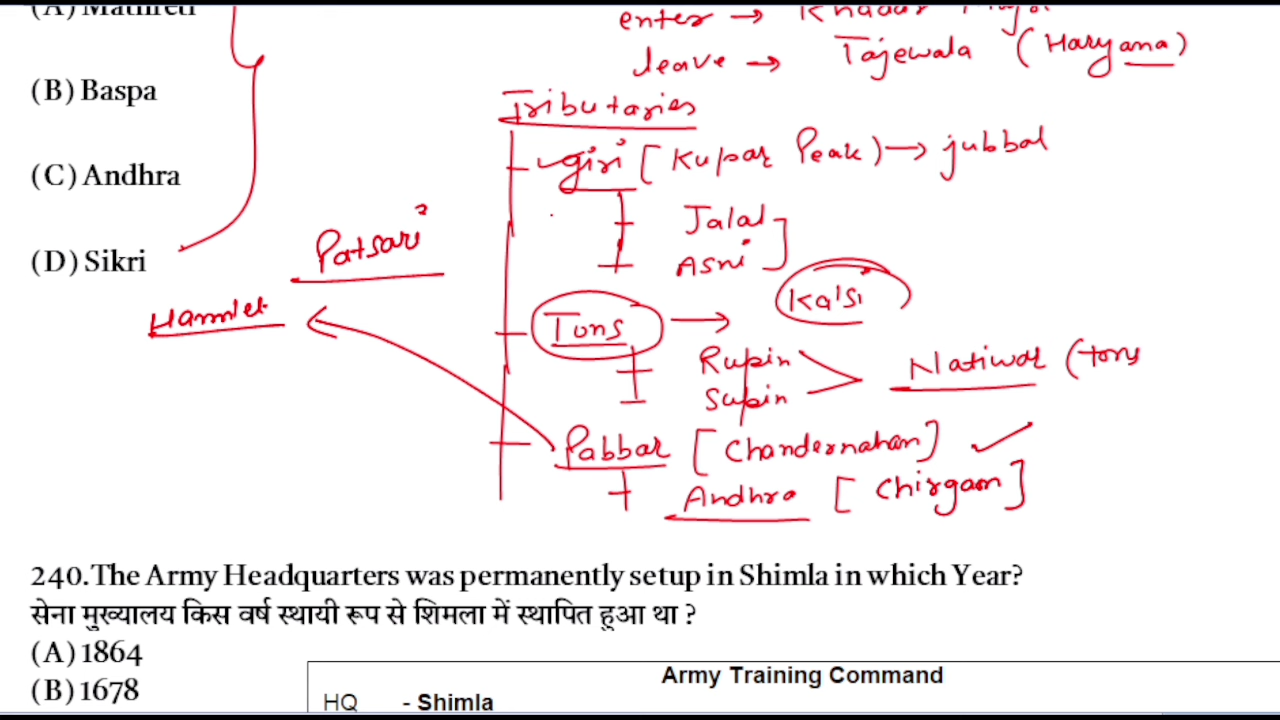 (A) Mathreti
enter → Khadar Majri
leave → Tajewala (Haryana)
(B) Baspa
Tributaries
giri [Kupar Peak) → jubbal
(C) Andhra
Jalal
Asni
Patsari
(D) Sikri
Kalsi
Hamlet
Tons →
Rupin
Supin
Natiwar (tons
Pabbar [Chandernahan]
Andhra [Chirgaon]
240. The Army Headquarters was permanently setup in Shimla in which Year?
सेना मुख्यालय किस वर्ष स्थायी रूप से शिमला में स्थापित हुआ था ?
(A) 1864
Army Training Command
(B) 1678
HQ - Shimla